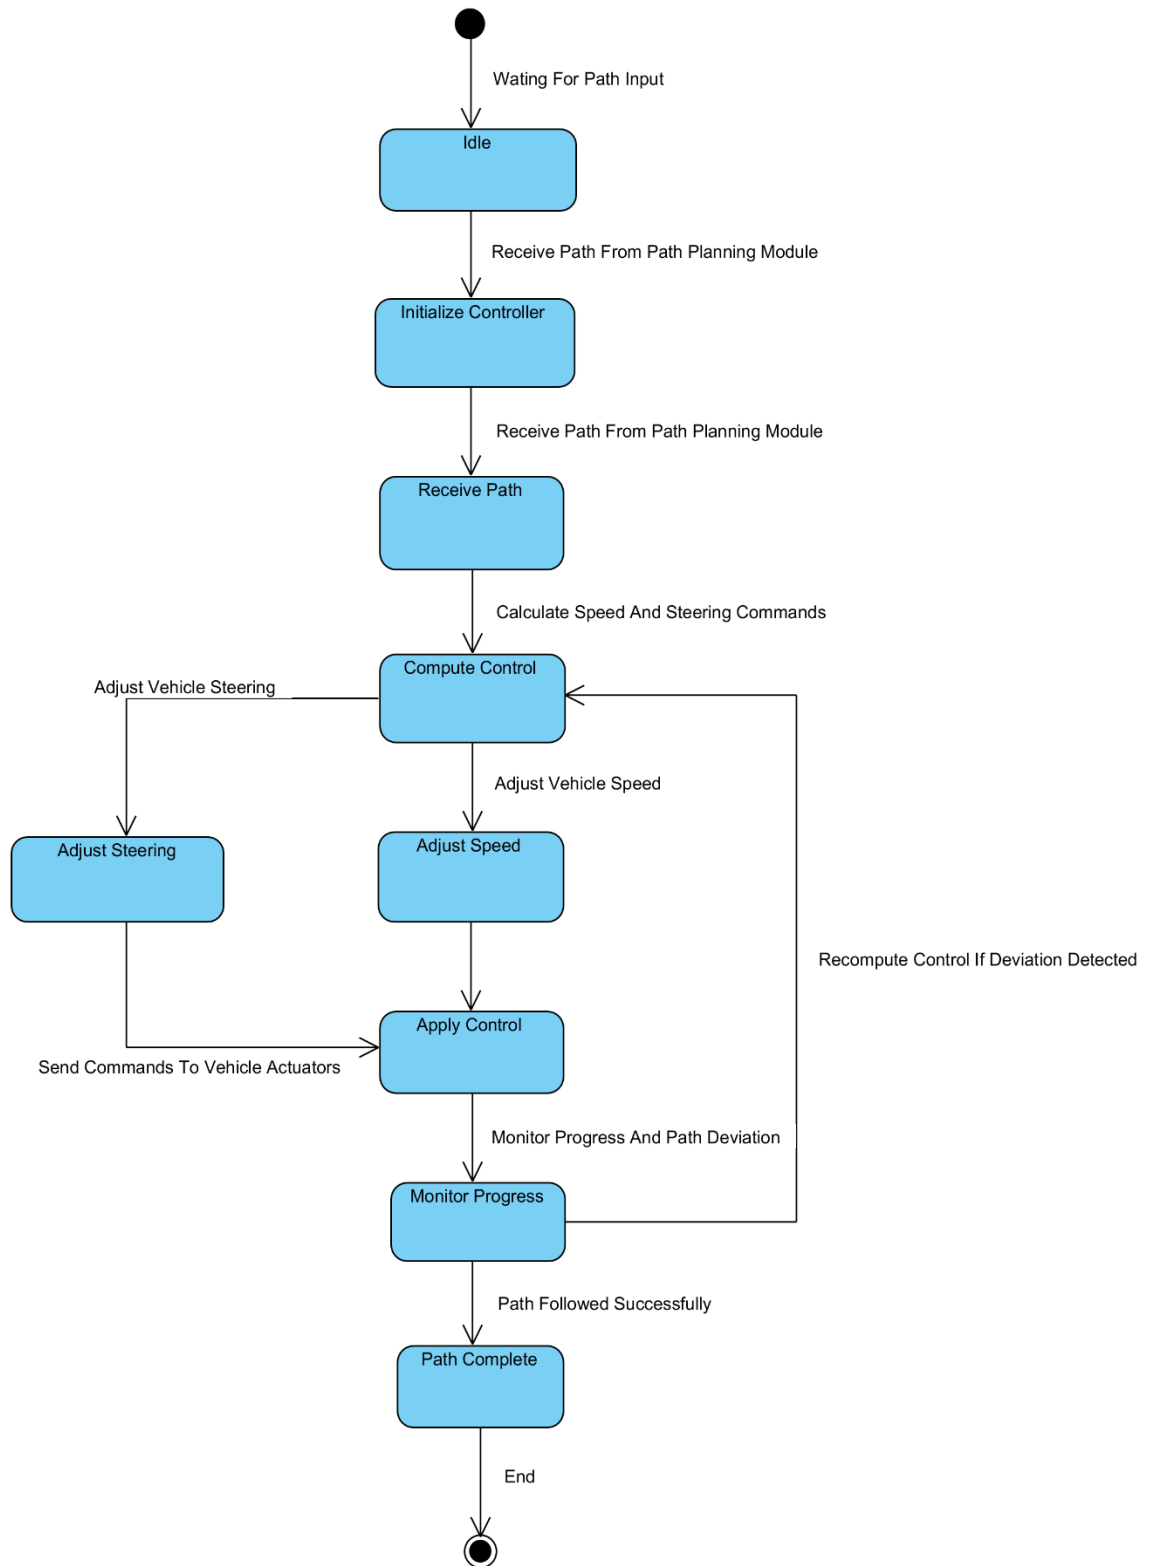 Wating For Path Input
Idle
Receive Path From Path Planning Module
Initialize Controller
Receive Path From Path Planning Module
Receive Path
Calculate Speed And Steering Commands
Compute Control
Adjust Vehicle Steering
Adjust Vehicle Speed
Adjust Steering
Adjust Speed
Recompute Control If Deviation Detected
Apply Control
Send Commands To Vehicle Actuators
Monitor Progress And Path Deviation
Monitor Progress
Path Followed Successfully
Path Complete
End